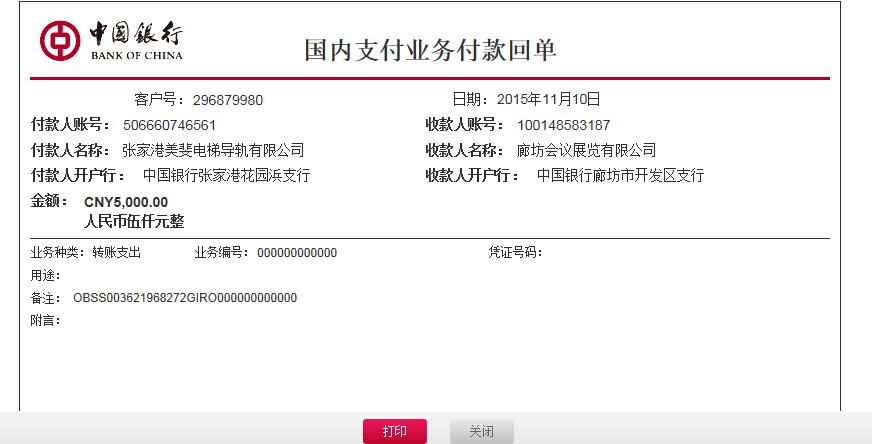 中国银行
BANK OF CHINA
国内支付业务付款回单
客户号：296879980 日期：2015年11月10日
付款人账号：506660746561 收款人账号：100148583187
付款人名称：张家港美斐电梯导轨有限公司 收款人名称：廊坊会议展览有限公司
付款人开户行：中国银行张家港花园浜支行 收款人开户行：中国银行廊坊市开发区支行
金额：CNY5,000.00
人民币伍仟元整
业务种类：转账支出 业务编号：000000000000 凭证号码：
用途：
备注：OBSS003621968272GIRO000000000000
附言：
打印 关闭